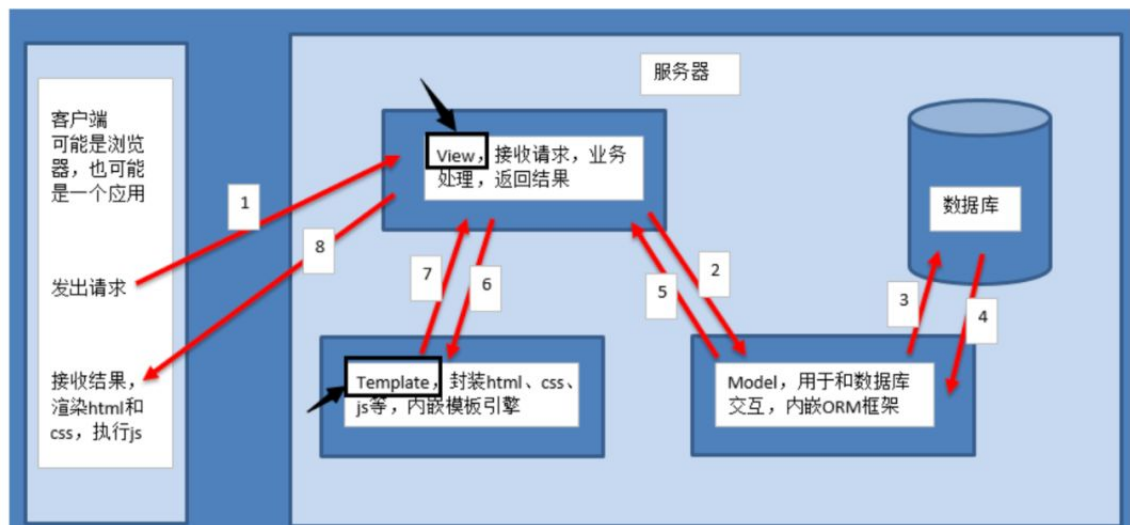 服务器
客户端
可能是浏览
器，也可能
是一个应用
View，接收请求，业务
处理，返回结果
数据库
1
8
发出请求
7
6
5
2
3
4
接收结果，
渲染html和
css，执行js
Template，封装html、css、
js等，内嵌模板引擎
Model，用于和数据库
交互，内嵌ORM框架